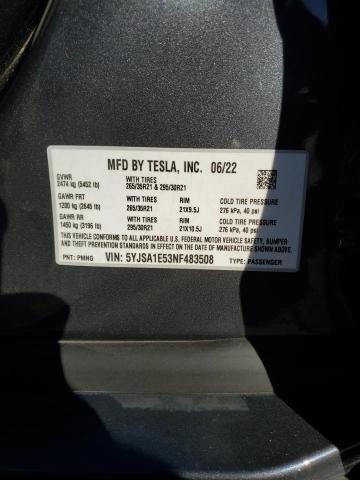 MFD BY TESLA, INC. 06/22
GVWR
2474 kg (5452 lb)
WITH TIRES
265/35R21 & 295/30R21
GAWR FRT
1200 kg (2645 lb)
WITH TIRES
265/35R21
RIM
21X9.5J
COLD TIRE PRESSURE
276 kPa, 40 psi
GAWR RR
1450 kg (3196 lb)
WITH TIRES
295/30R21
RIM
21X10.5J
COLD TIRE PRESSURE
276 kPa, 40 psi
THIS VEHICLE CONFORMS TO ALL APPLICABLE U.S. FEDERAL MOTOR VEHICLE SAFETY, BUMPER
AND THEFT PREVENTION STANDARDS IN EFFECT ON THE DATE OF MANUFACTURE SHOWN ABOVE.
PNT: PMNG VIN: 5YJSA1E53NF483508 TYPE: PASSENGER